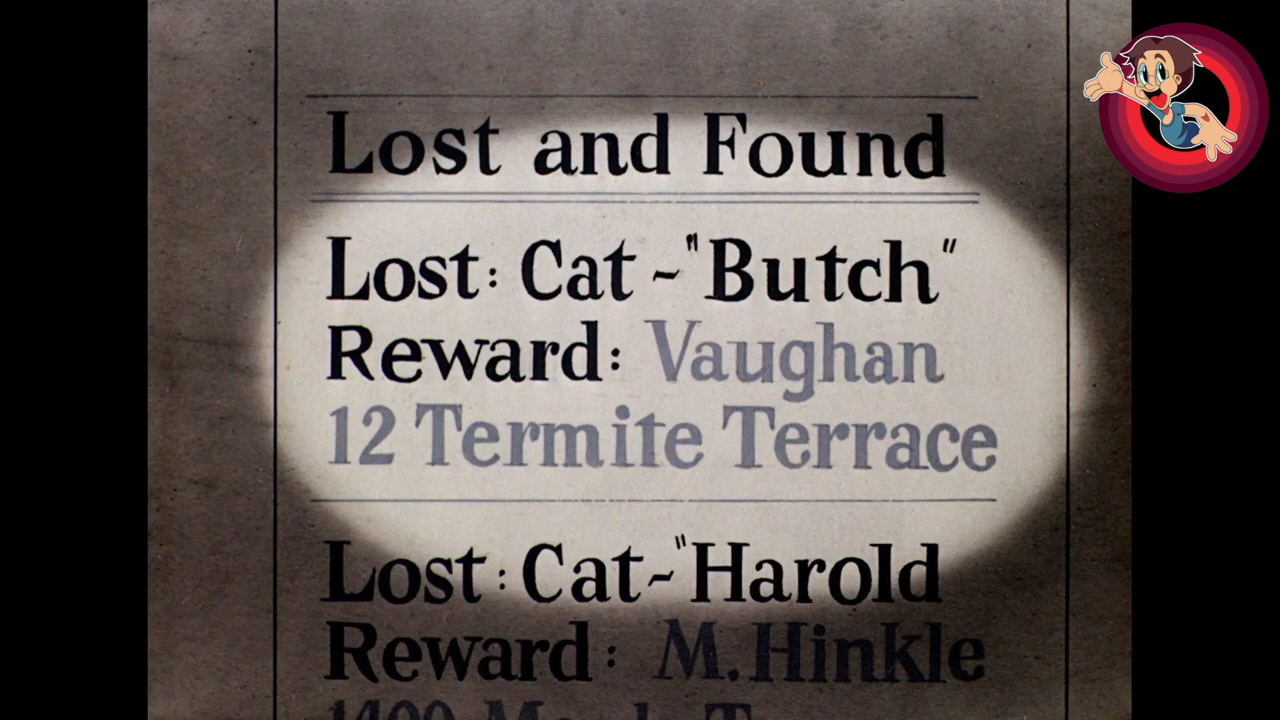 Lost and Found
Lost: Cat ~ "Butch"
Reward: Vaughan
12 Termite Terrace
Lost: Cat ~ "Harold
Reward: M. Hinkle